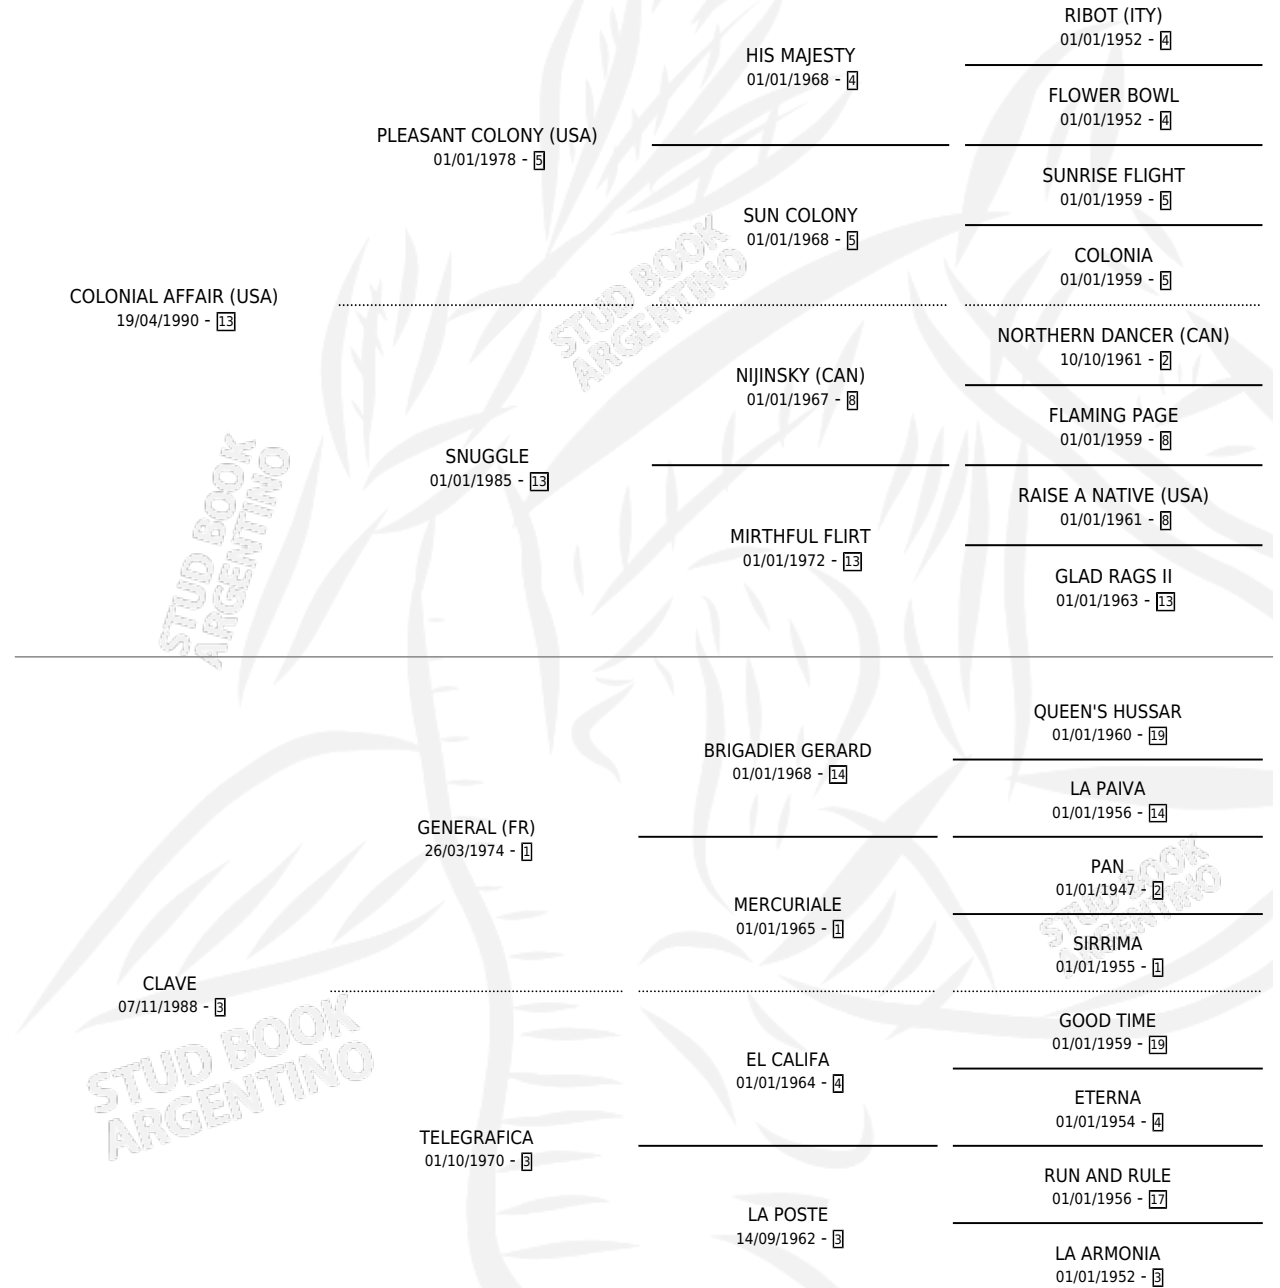 RIBOT (ITY)
01/01/1952 - 4
HIS MAJESTY
01/01/1968 - 4
FLOWER BOWL
01/01/1952 - 4
PLEASANT COLONY (USA)
01/01/1978 - 5
SUNRISE FLIGHT
01/01/1959 - 5
SUN COLONY
01/01/1968 - 5
COLONIA
01/01/1959 - 5
COLONIAL AFFAIR (USA)
19/04/1990 - 13
NORTHERN DANCER (CAN)
10/10/1961 - 2
NIJINSKY (CAN)
01/01/1967 - 8
FLAMING PAGE
01/01/1959 - 8
SNUGGLE
01/01/1985 - 13
RAISE A NATIVE (USA)
01/01/1961 - 8
MIRTHFUL FLIRT
01/01/1972 - 13
GLAD RAGS II
01/01/1963 - 13
QUEEN'S HUSSAR
01/01/1960 - 19
BRIGADIER GERARD
01/01/1968 - 14
LA PAIVA
01/01/1956 - 14
GENERAL (FR)
26/03/1974 - 1
PAN
01/01/1947 - 2
MERCURIALE
01/01/1965 - 1
SIRRIMA
01/01/1955 - 1
CLAVE
07/11/1988 - 3
GOOD TIME
01/01/1959 - 19
EL CALIFA
01/01/1964 - 4
ETERNA
01/01/1954 - 4
TELEGRAFICA
01/10/1970 - 3
RUN AND RULE
01/01/1956 - 17
LA POSTE
14/09/1962 - 3
LA ARMONIA
01/01/1952 - 3
STUD BOOK
ARGENTINO
STUD BOOK
ARGENTINO
STUD BOOK
ARGENTINO
STUD BOOK
ARGENTINO